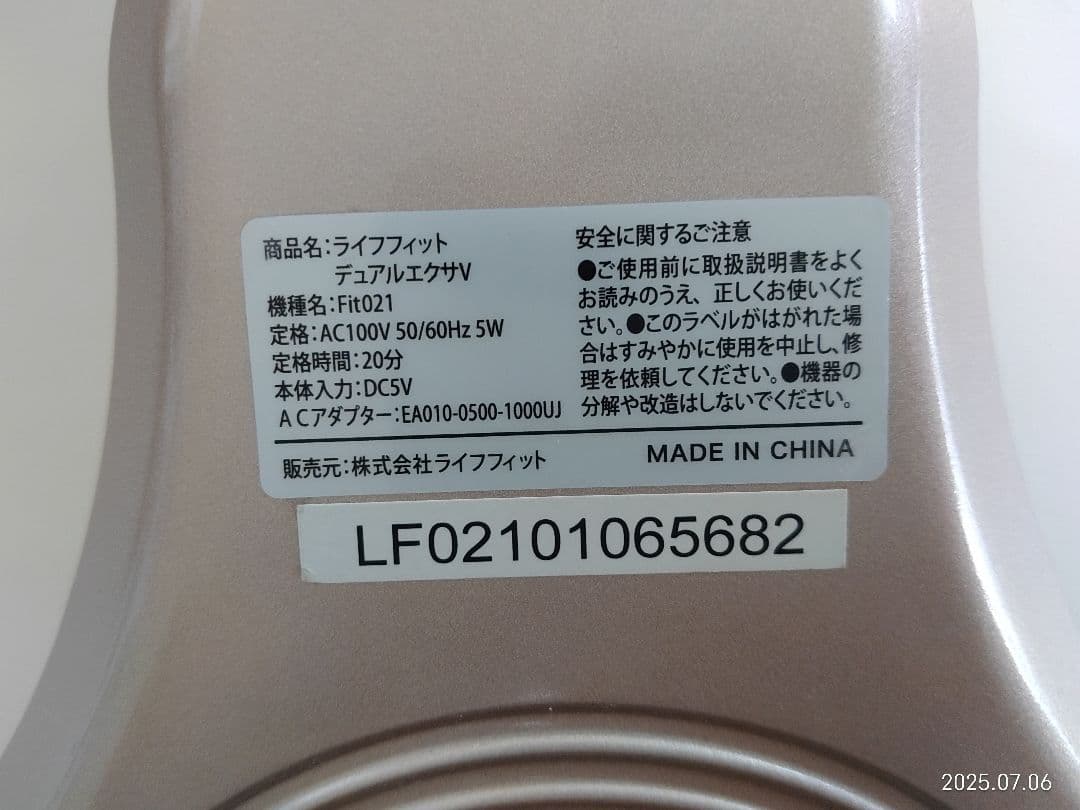 商品名:ライフフィット
デュアルエクサV
機種名:Fit021
定格:AC100V 50/60Hz 5W
定格時間:20分
本体入力:DC5V
ACアダプター:EA010-0500-1000UJ
安全に関するご注意
●ご使用前に取扱説明書をよく
お読みのうえ、正しくお使いくだ
さい。●このラベルがはがれた場
合はすみやかに使用を中止し、修
理を依頼してください。●機器の
分解や改造はしないでください。
販売元:株式会社ライフフィット
MADE IN CHINA
LF02101065682
2025.07.06